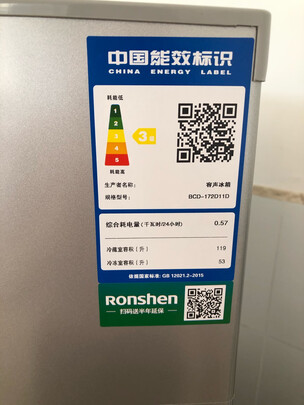 中国能效标识
CHINA ENERGY LABEL
耗能低
1
2
3
4
5
3级
耗能高
生产者名称: 容声冰箱
规格型号: BCD-172D11D
综合耗电量(千瓦时/24小时) 0.57
冷藏室容积(升) 119
冷冻室容积(升) 53
依据国家标准: GB 12021.2-2015
Ronshen
扫码送半年延保